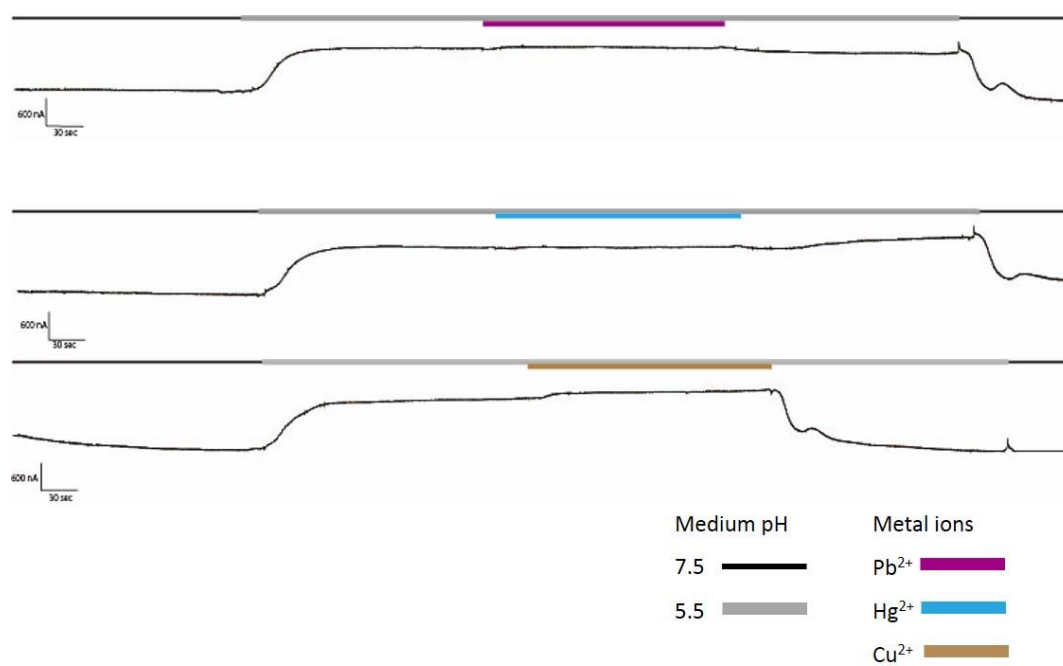 600 nA
30 sec
600 nA
30 sec
600 nA
30 sec
Medium pH
Metal ions
7.5
Pb²⁺
5.5
Hg²⁺
Cu²⁺